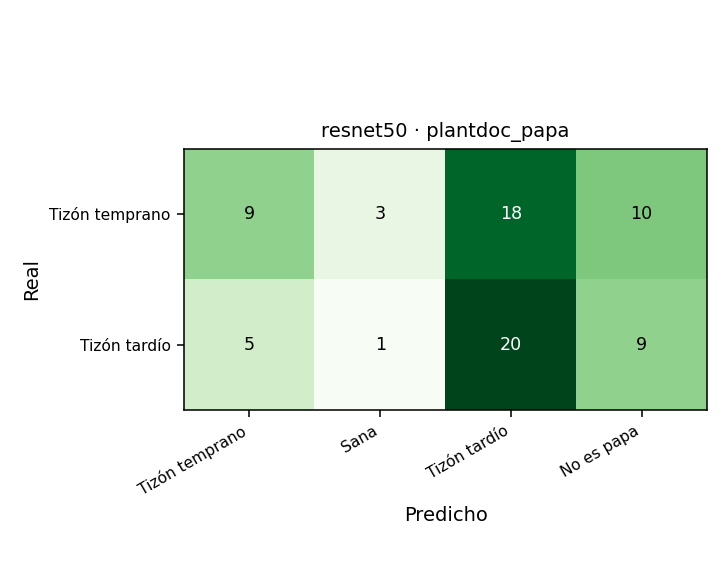 resnet50 · plantdoc_papa
Real
Tizón temprano
9 3 18 10
Tizón tardío
5 1 20 9
Tizón temprano
Sana
Tizón tardío
No es papa
Predicho